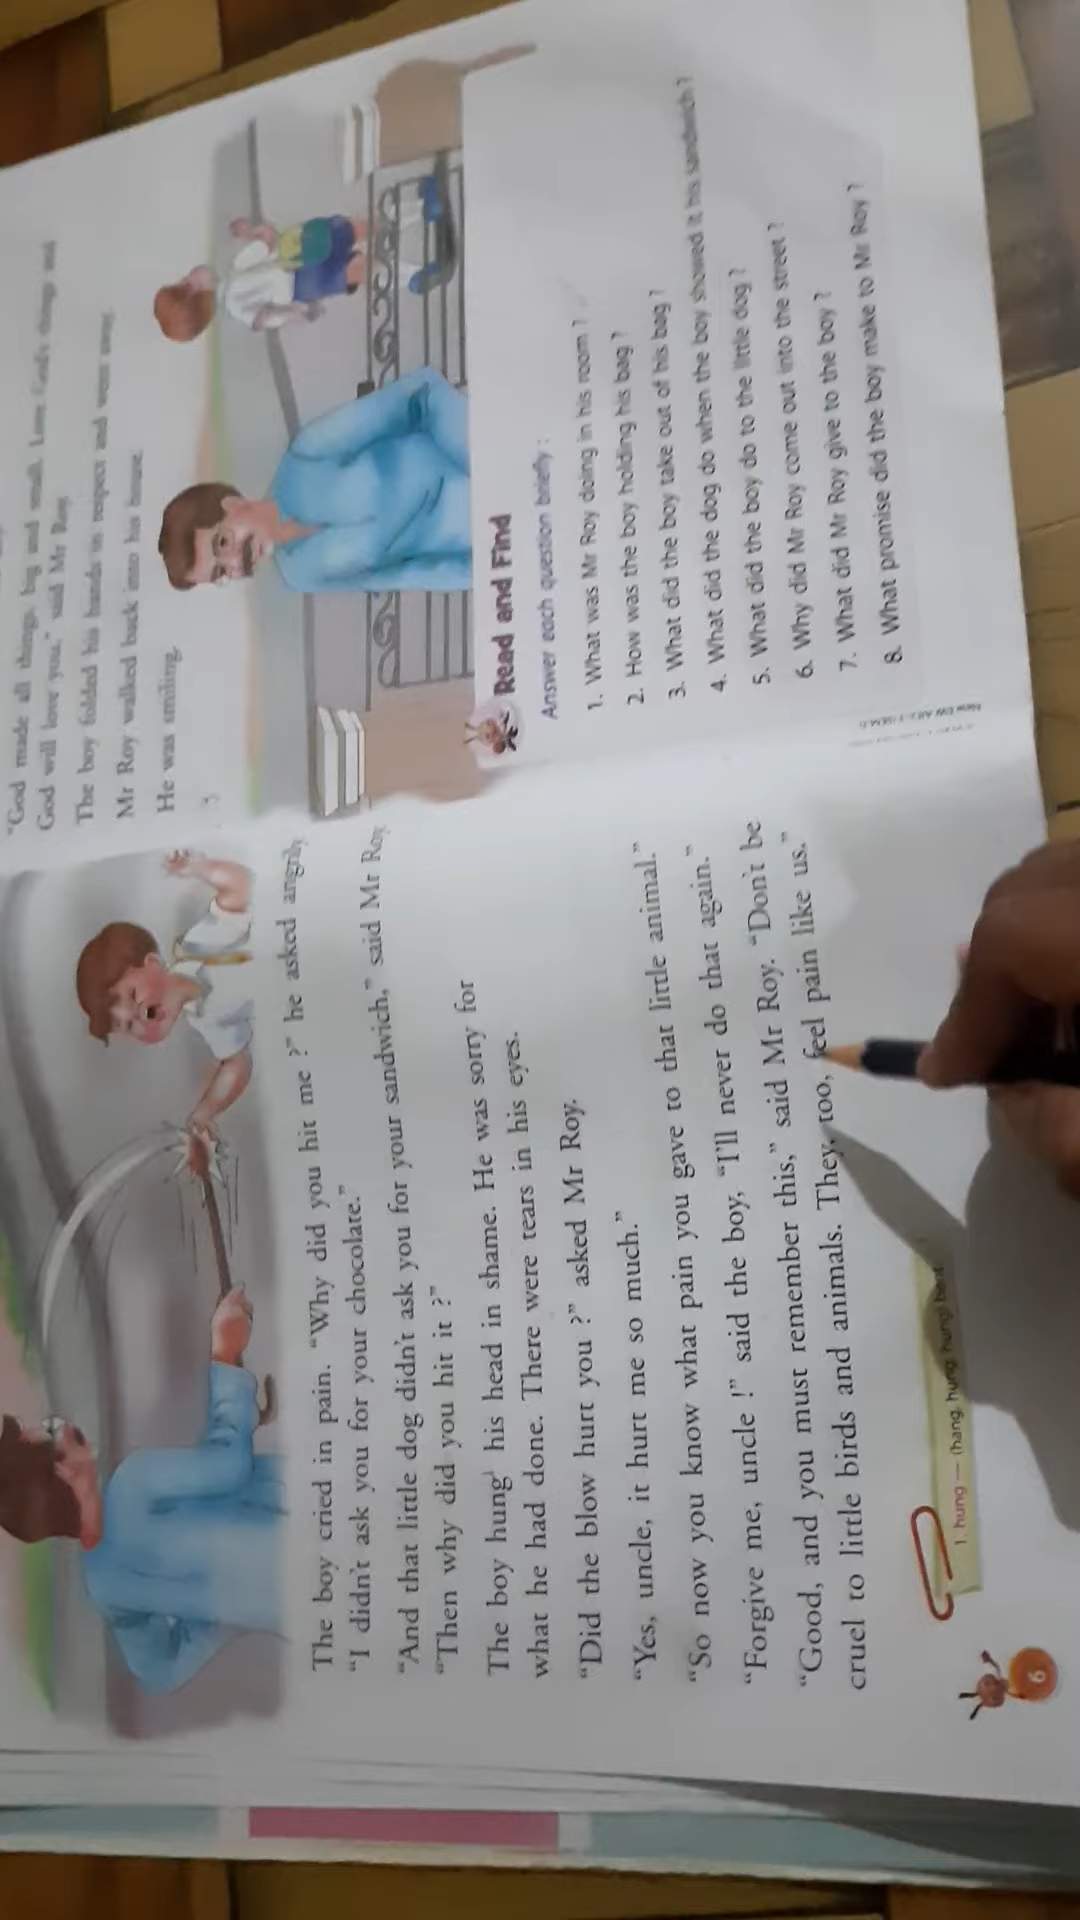 The boy cried in pain. "Why did you hit me ?" he asked angrily
"I didn't ask you for your chocolate."
"And that little dog didn't ask you for your sandwich," said Mr Roy
"Then why did you hit it ?"
The boy hung¹ his head in shame. He was sorry for
what he had done. There were tears in his eyes.
"Did the blow hurt you ?" asked Mr Roy.
"Yes, uncle, it hurt me so much."
"So now you know what pain you gave to that little animal."
"Forgive me, uncle !" said the boy, "I'll never do that again."
"Good, and you must remember this," said Mr Roy. "Don't be
cruel to little birds and animals. They, too, feel pain like us."
1. hung — (hang, hung, hung) bent
6
"God made all things, big and small. Love God's things and
God will love you," said Mr Roy
The boy folded his hands in respect and went away.
Mr Roy walked back into his house.
He was smiling.
Read and Find
Answer each question briefly :
1. What was Mr Roy doing in his room ?
2. How was the boy holding his bag ?
3. What did the boy take out of his bag ?
4. What did the dog do when the boy showed it his sandwich ?
5. What did the boy do to the little dog ?
6. Why did Mr Roy come out into the street ?
7. What did Mr Roy give to the boy ?
8. What promise did the boy make to Mr Roy ?